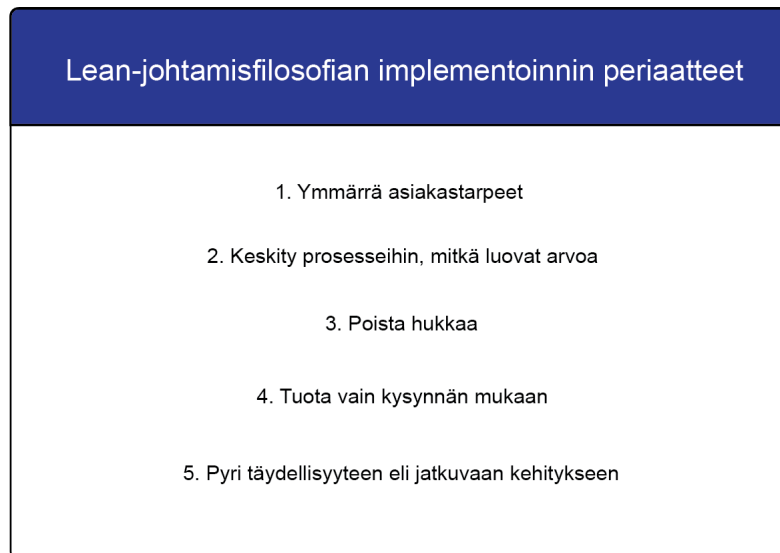 Lean-johtamisfilosofian implementoinnin periaatteet
1. Ymmärrä asiakastarpeet
2. Keskity prosesseihin, mitkä luovat arvoa
3. Poista hukkaa
4. Tuota vain kysynnän mukaan
5. Pyri täydellisyyteen eli jatkuvaan kehitykseen